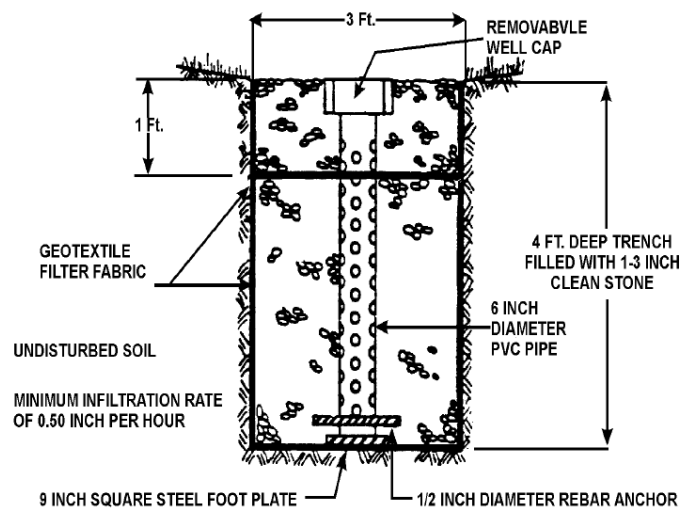 3 Ft.
REMOVABVLE
WELL CAP
1 Ft.
GEOTEXTILE
FILTER FABRIC
4 FT. DEEP TRENCH
FILLED WITH 1-3 INCH
CLEAN STONE
6 INCH
DIAMETER
PVC PIPE
UNDISTURBED SOIL
MINIMUM INFILTRATION RATE
OF 0.50 INCH PER HOUR
9 INCH SQUARE STEEL FOOT PLATE
1/2 INCH DIAMETER REBAR ANCHOR